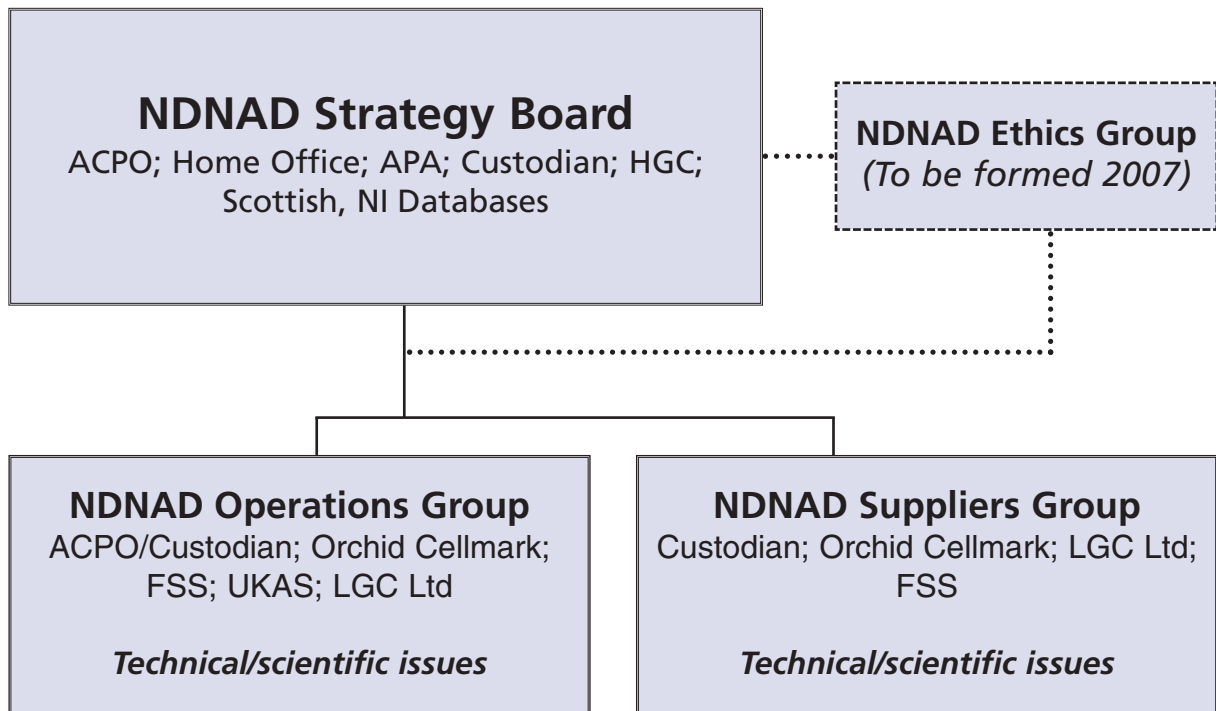 NDNAD Strategy Board
ACPO; Home Office; APA; Custodian; HGC;
Scottish, NI Databases
NDNAD Ethics Group
(To be formed 2007)
NDNAD Operations Group
ACPO/Custodian; Orchid Cellmark;
FSS; UKAS; LGC Ltd
Technical/scientific issues
NDNAD Suppliers Group
Custodian; Orchid Cellmark; LGC Ltd;
FSS
Technical/scientific issues